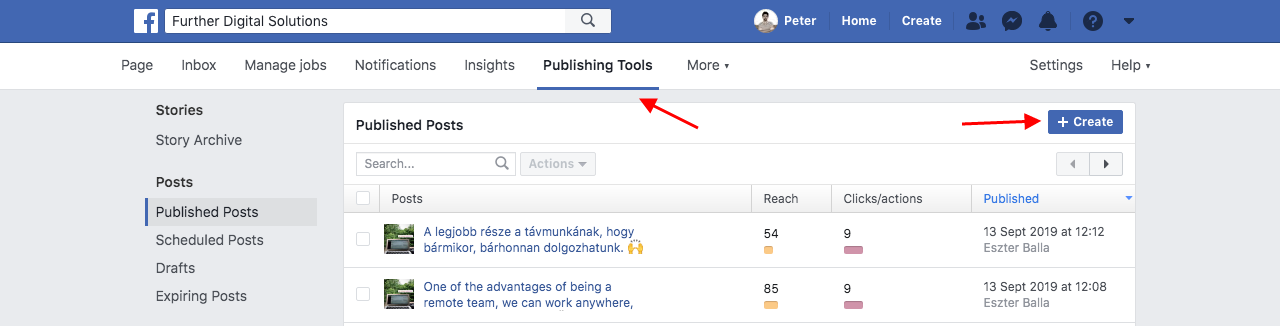 Further Digital Solutions
Peter Home Create
Page Inbox Manage jobs Notifications Insights Publishing Tools More Settings Help
Stories
Story Archive
Posts
Published Posts
Scheduled Posts
Drafts
Expiring Posts
Published Posts
+ Create
Search... Actions
Posts Reach Clicks/actions Published
A legjobb része a távmunkának, hogy 54 9 13 Sept 2019 at 12:12
bármikor, bárhonnan dolgozhatunk. 🙌 Eszter Balla
One of the advantages of being a 85 9 13 Sept 2019 at 12:08
remote team, we can work anywhere, Eszter Balla